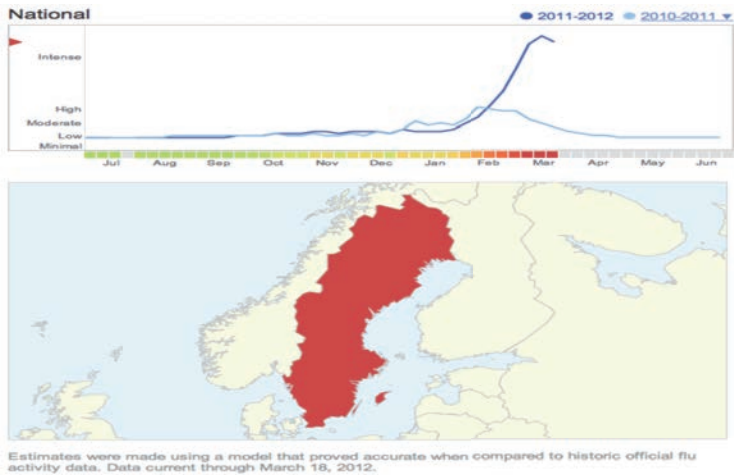 National
2011-2012 2010-2011 ▼
Intense
High
Moderate
Low
Minimal
Jul Aug Sep Oct Nov Dec Jan Feb Mar Apr May Jun
Estimates were made using a model that proved accurate when compared to historic official flu
activity data. Data current through March 18, 2012.